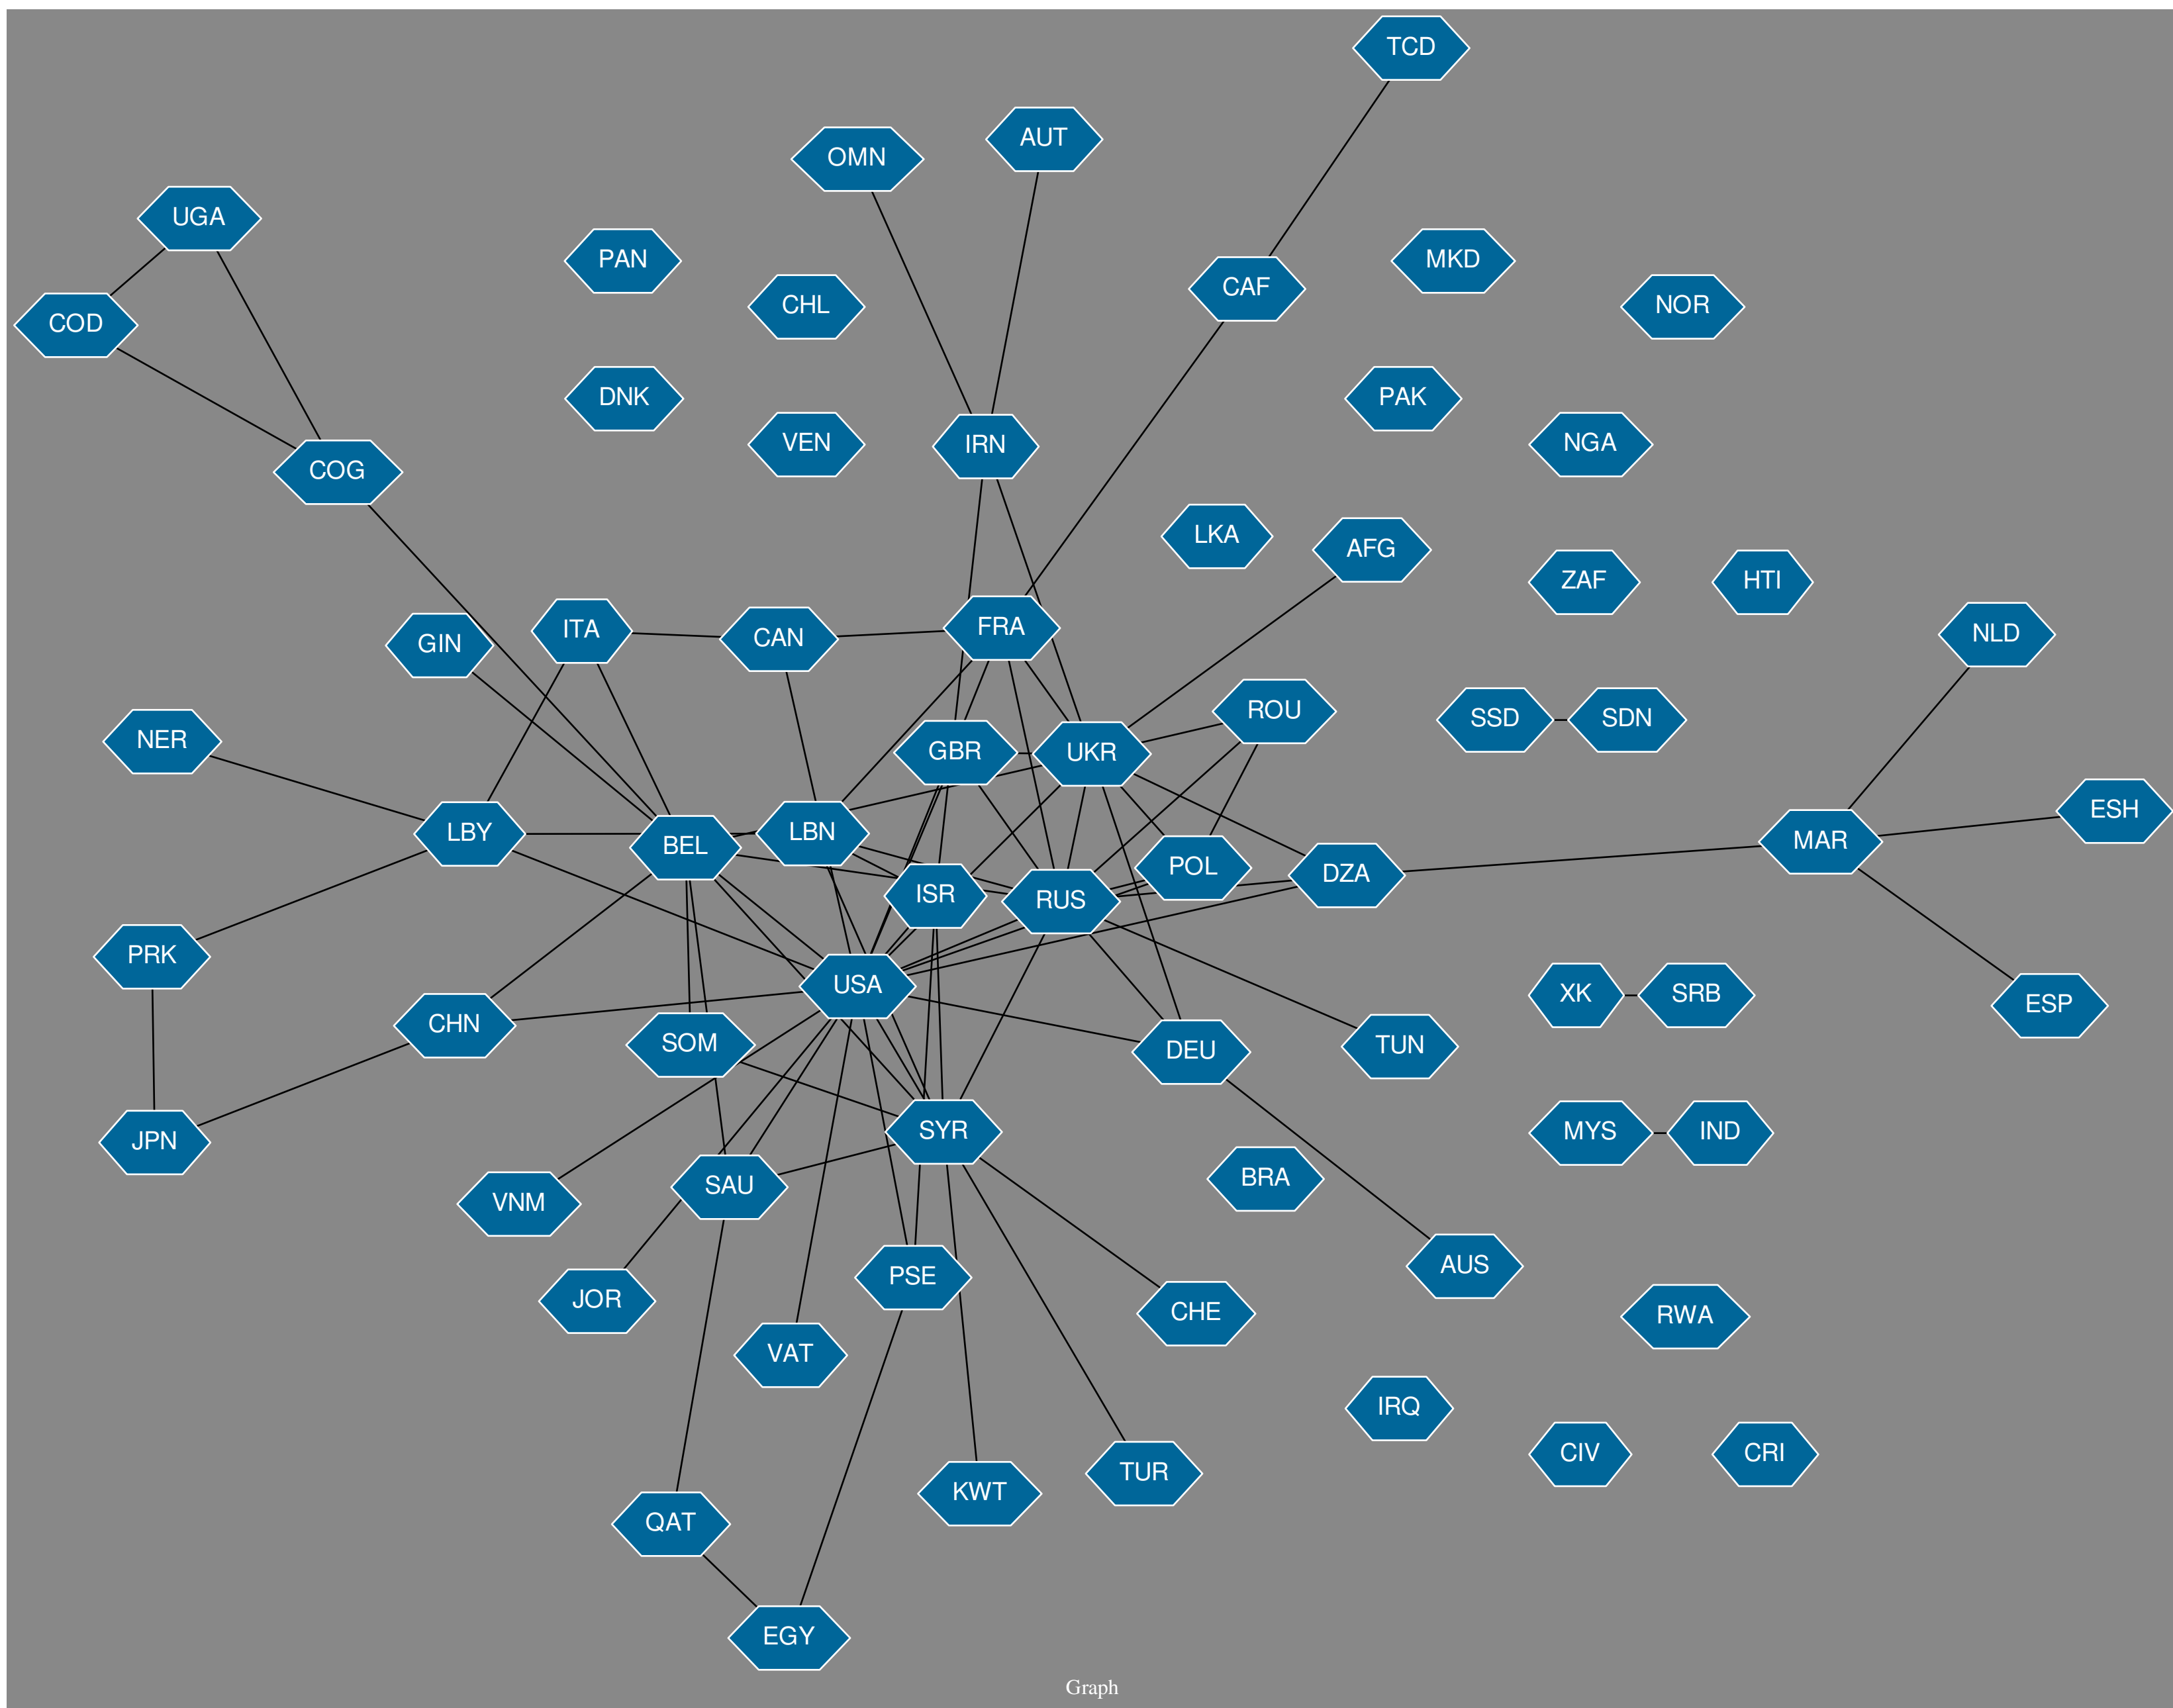 TCD
AUT
OMN
UGA
PAN
MKD
CAF
CHL
NOR
COD
DNK
PAK
VEN
IRN
NGA
COG
LKA
AFG
ZAF
HTI
ITA
CAN
FRA
GIN
NLD
ROU
SSD
SDN
NER
GBR
UKR
ESH
LBY
LBN
MAR
BEL
POL
DZA
ISR
RUS
PRK
USA
XK
SRB
ESP
CHN
SOM
DEU
TUN
JPN
SYR
MYS
IND
SAU
BRA
VNM
AUS
PSE
JOR
CHE
RWA
VAT
IRQ
CIV
CRI
TUR
KWT
QAT
EGY
Graph